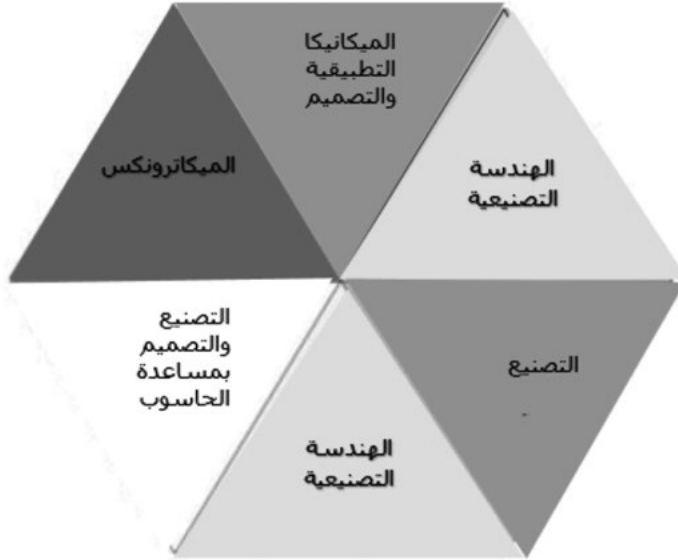 الميكانيكا
التطبيقية
والتصميم
الهندسة
التصنيعية
الميكاترونكس
التصنيع
والتصميم
بمساعدة
الحاسوب
التصنيع
الهندسة
التصنيعية